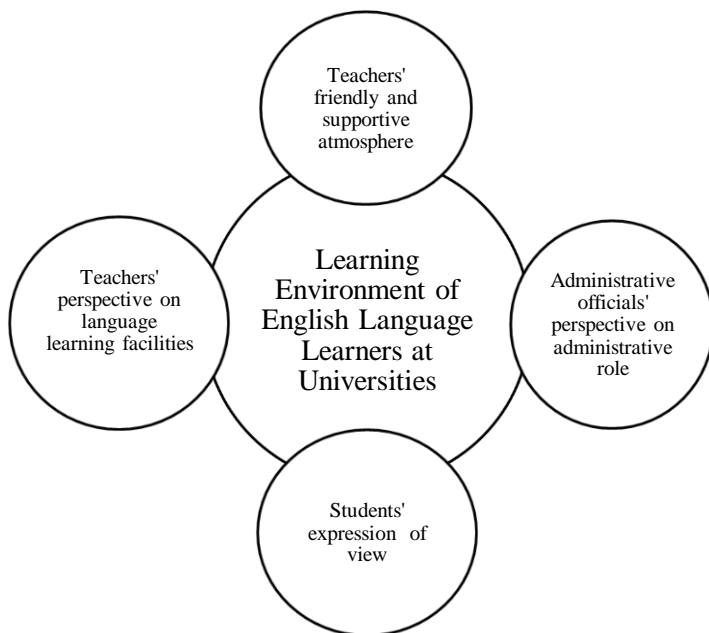 Teachers'
friendly and
supportive
atmosphere
Teachers'
perspective on
language
learning facilities
Learning
Environment of
English Language
Learners at
Universities
Administrative
officials'
perspective on
administrative
role
Students'
expression of
view